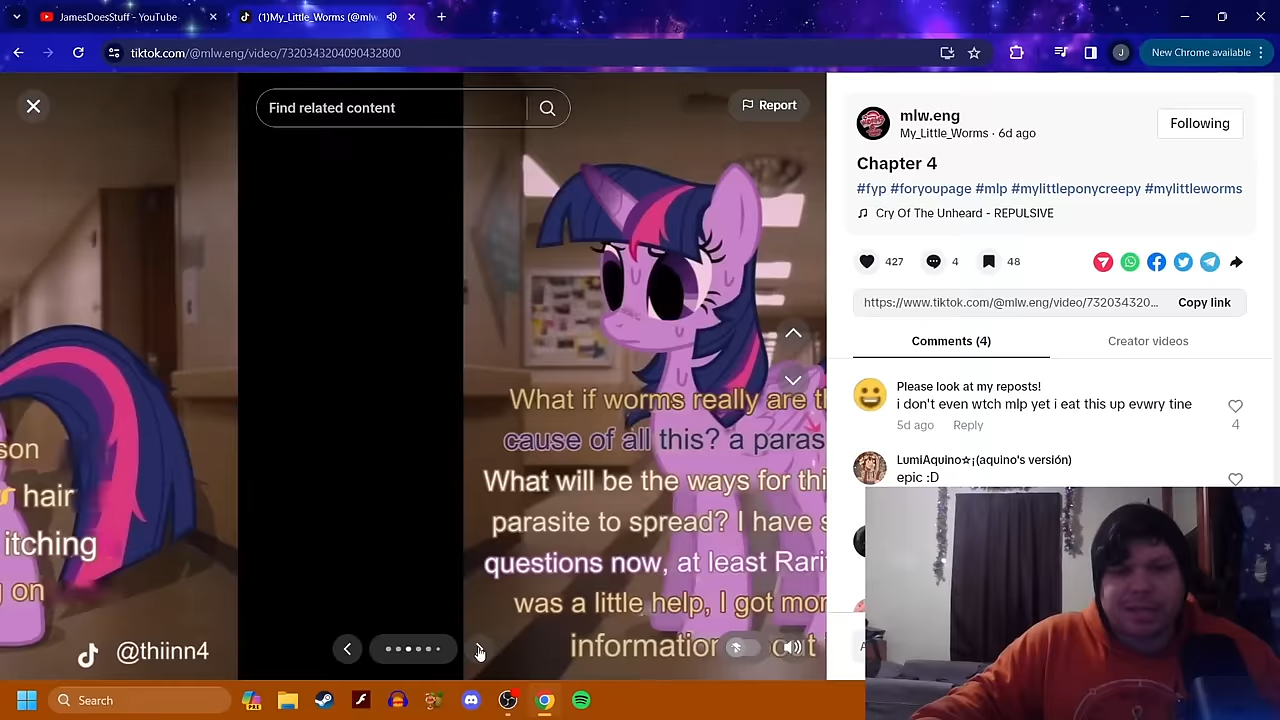 JamesDoesStuff - YouTube
(1)My_Little_Worms (@mlw
New Chrome available
tiktok.com/@mlw.eng/video/7320343204090432800
J
Find related content
Report
What if worms really are
cause of all this? a paras
What will be the ways for thi
parasite to spread? I have
questions now, at least Rari
was a little help, I got mor
information
son
hair
itching
on
@thiinn4
mlw.eng
My_Little_Worms · 6d ago
Following
Chapter 4
#fyp #foryoupage #mlp #mylittleponycreepy #mylittleworms
Cry Of The Unheard - REPULSIVE
427
4
48
https://www.tiktok.com/@mlw.eng/video/732034320...
Copy link
Comments (4)
Creator videos
Please look at my reposts!
i don't even wtch mlp yet i eat this up evwry tine
5d ago
Reply
4
LumiAquino☆¡(aquino's versión)
epic :D
Search